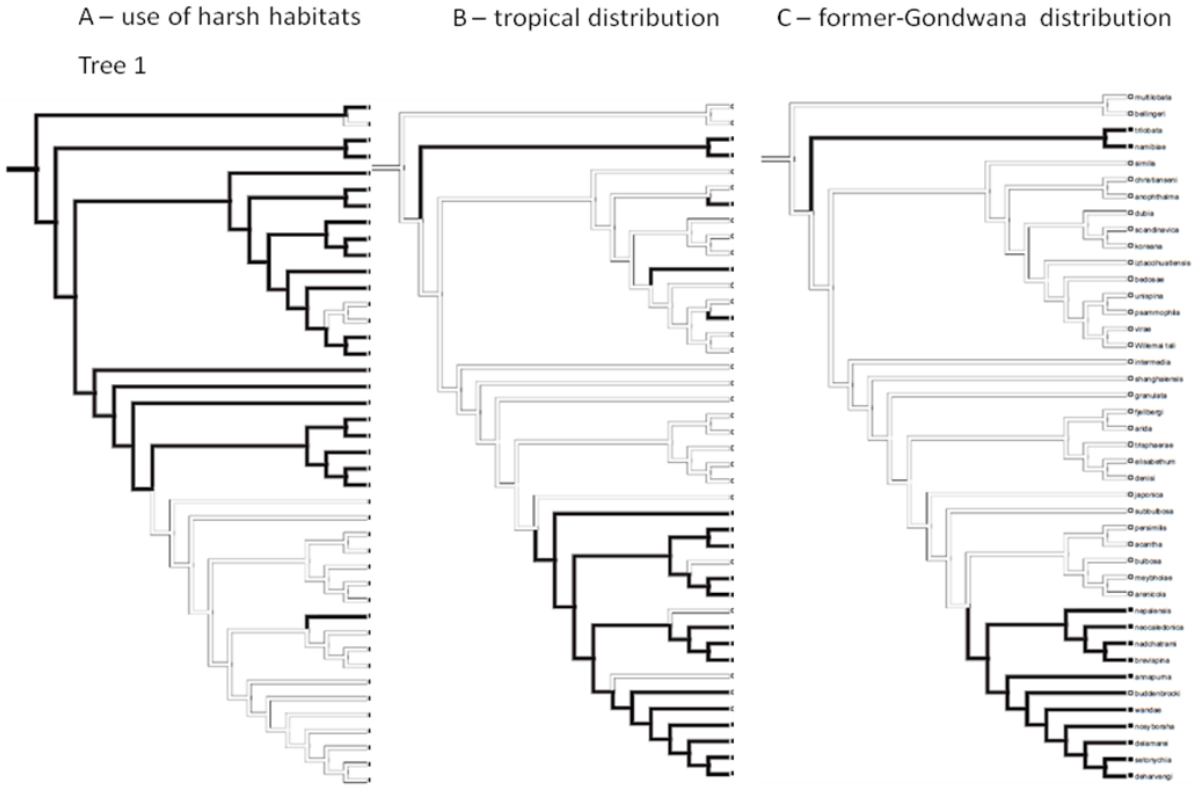 A – use of harsh habitats
B – tropical distribution
C – former-Gondwana distribution
Tree 1
multilobata
bellingeri
trilobata
namibiae
similis
christianseni
anophthalma
dubia
scandinavica
koreana
iztaccihuatlensis
bedosae
unispina
psammophila
virae
Willemia tali
intermedia
shanghaiensis
granulata
fjellbergi
arida
trisphaerae
elisabethum
denisi
japonica
subbulbosa
persimilis
acantha
bulbosa
meybholae
arenicola
nepalensis
neocaledonica
nadchatrami
brevispina
annapurna
buddenbrocki
wandae
nosyboraha
delamarei
setonychia
deharvengi